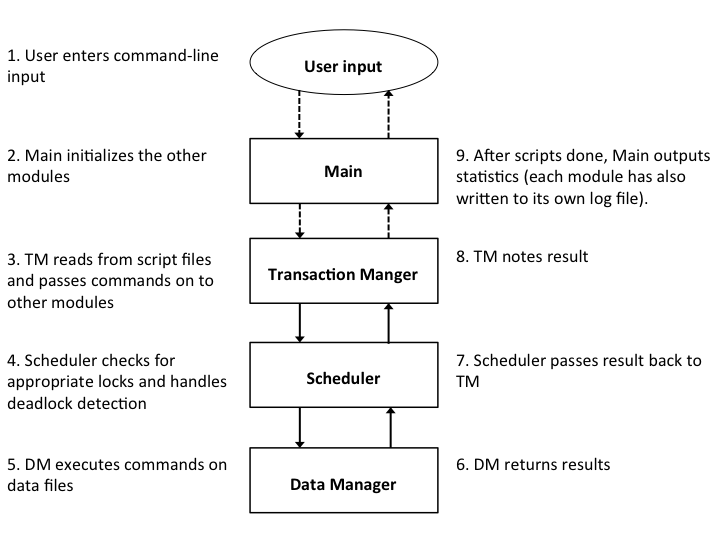 1. User enters command-line
input
User input
2. Main initializes the other
modules
Main
9. After scripts done, Main outputs
statistics (each module has also
written to its own log file).
3. TM reads from script files
and passes commands on to
other modules
Transaction Manger
8. TM notes result
4. Scheduler checks for
appropriate locks and handles
deadlock detection
Scheduler
7. Scheduler passes result back to
TM
5. DM executes commands on
data files
Data Manager
6. DM returns results